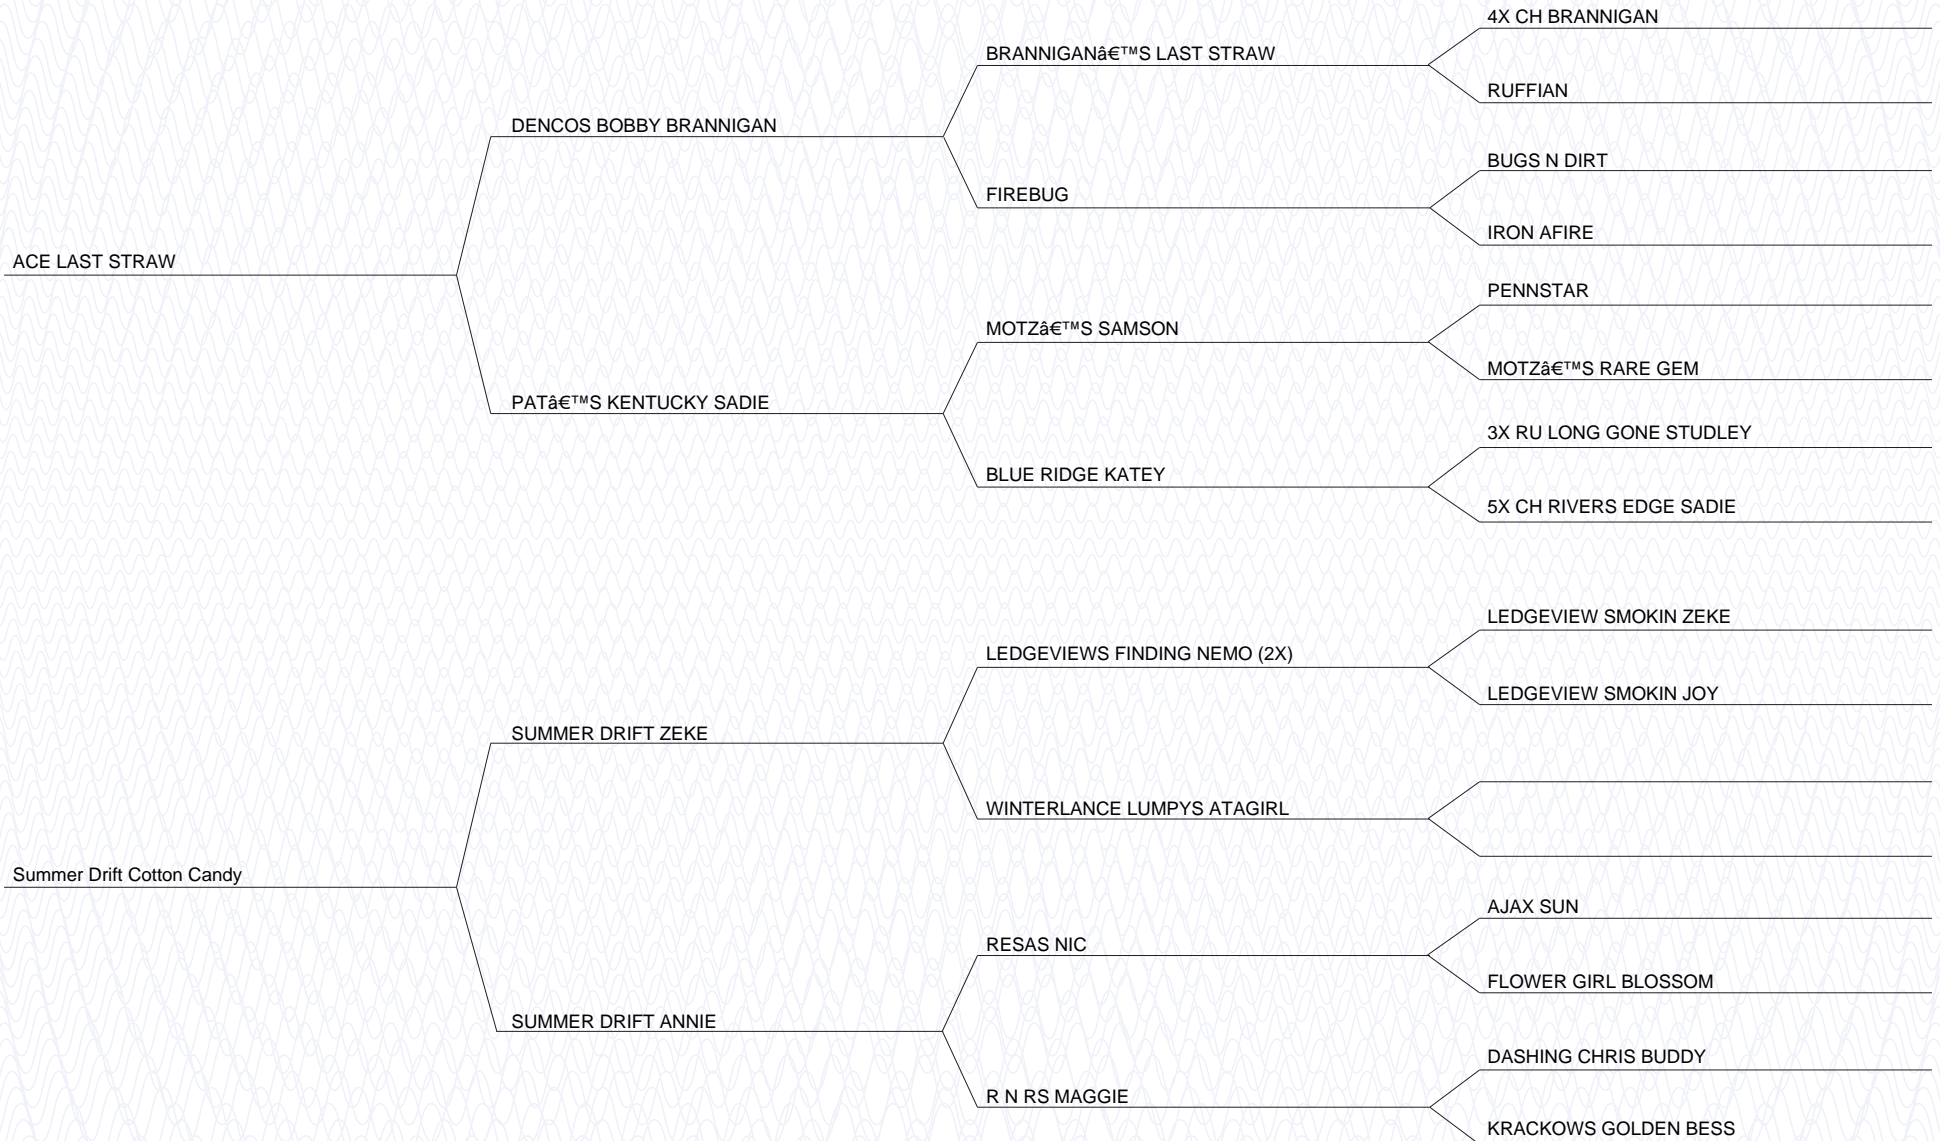 4X CH BRANNIGAN
BRANNIGANâ€™S LAST STRAW
RUFFIAN
DENCOS BOBBY BRANNIGAN
BUGS N DIRT
FIREBUG
IRON AFIRE
ACE LAST STRAW
PENNSTAR
MOTZâ€™S SAMSON
MOTZâ€™S RARE GEM
PATâ€™S KENTUCKY SADIE
3X RU LONG GONE STUDLEY
BLUE RIDGE KATEY
5X CH RIVERS EDGE SADIE
LEDGEVIEW SMOKIN ZEKE
LEDGEVIEWS FINDING NEMO (2X)
LEDGEVIEW SMOKIN JOY
SUMMER DRIFT ZEKE
WINTERLANCE LUMPYS ATAGIRL
Summer Drift Cotton Candy
AJAX SUN
RESAS NIC
FLOWER GIRL BLOSSOM
SUMMER DRIFT ANNIE
DASHING CHRIS BUDDY
R N RS MAGGIE
KRACKOWS GOLDEN BESS